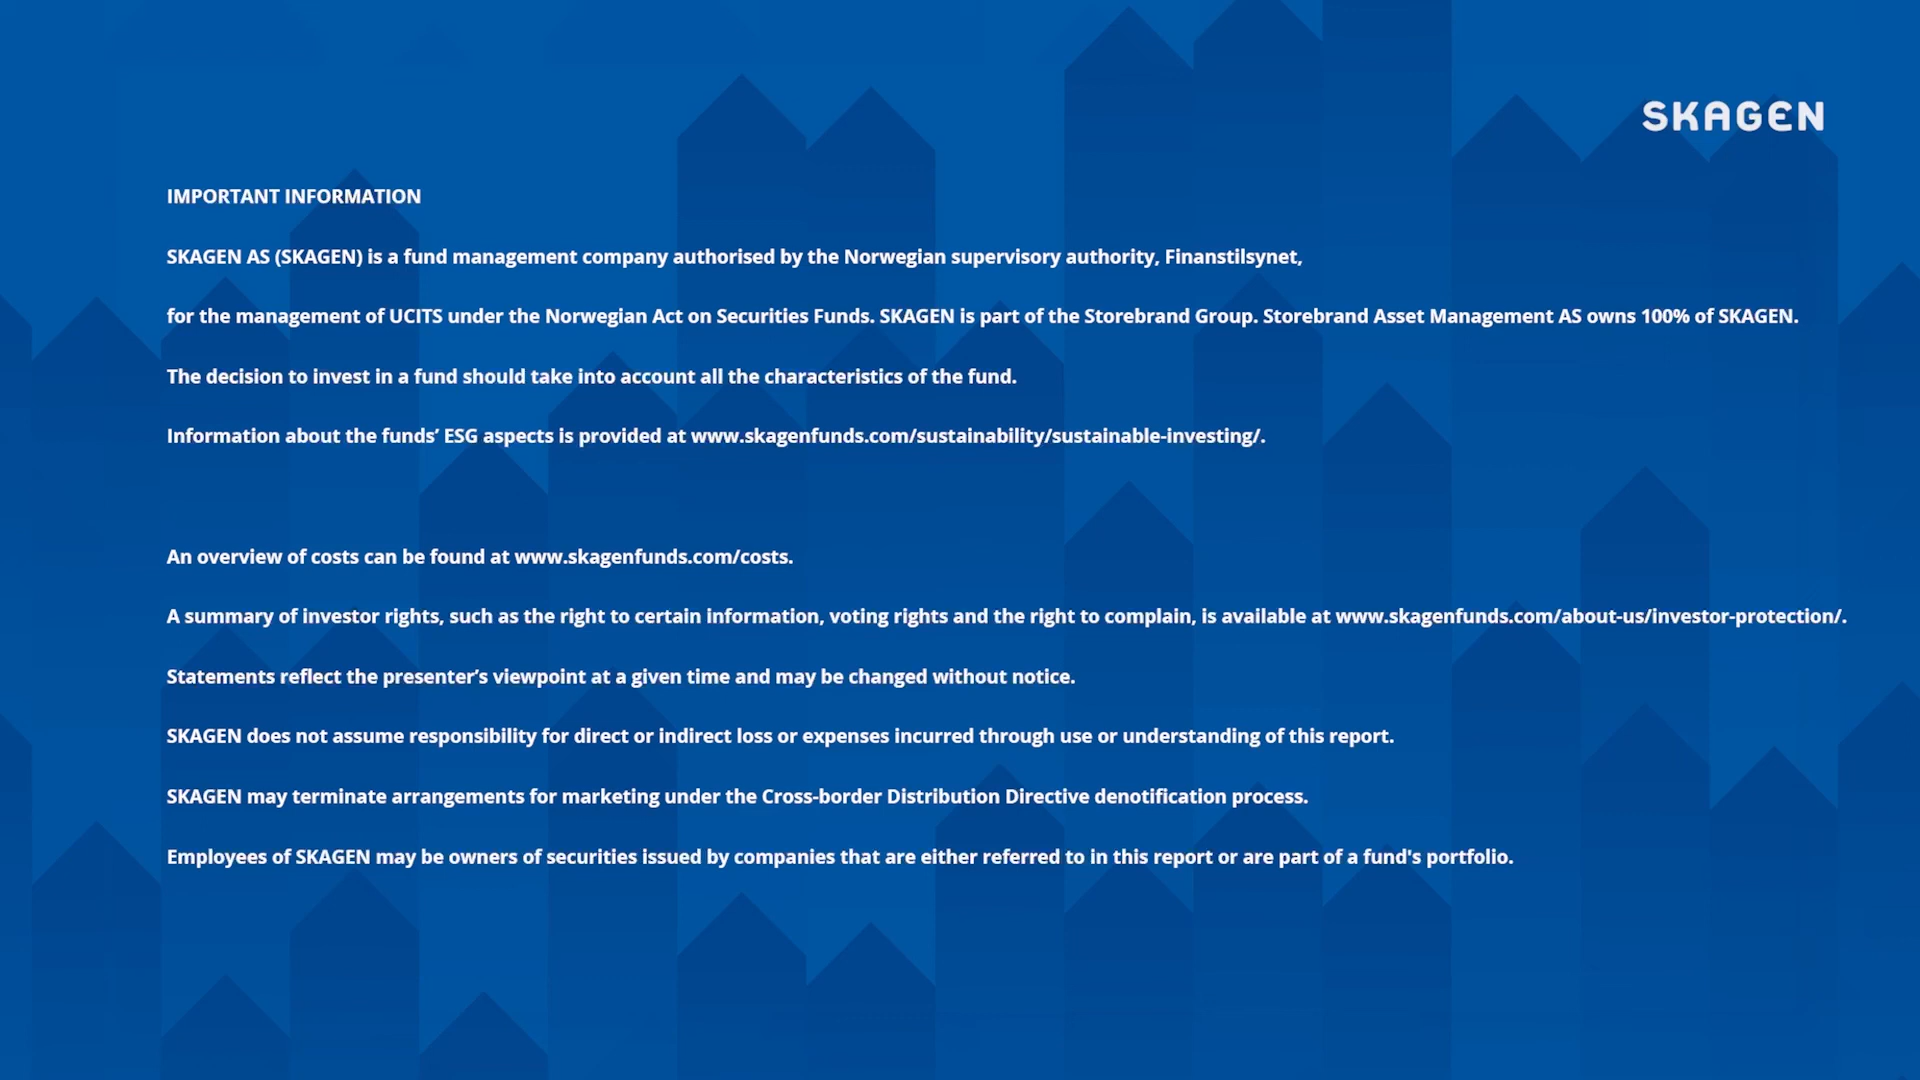 SKAGEN
IMPORTANT INFORMATION
SKAGEN AS (SKAGEN) is a fund management company authorised by the Norwegian supervisory authority, Finanstilsynet,
for the management of UCITS under the Norwegian Act on Securities Funds. SKAGEN is part of the Storebrand Group. Storebrand Asset Management AS owns 100% of SKAGEN.
The decision to invest in a fund should take into account all the characteristics of the fund.
Information about the funds’ ESG aspects is provided at www.skagenfunds.com/sustainability/sustainable-investing/.
An overview of costs can be found at www.skagenfunds.com/costs.
A summary of investor rights, such as the right to certain information, voting rights and the right to complain, is available at www.skagenfunds.com/about-us/investor-protection/.
Statements reflect the presenter’s viewpoint at a given time and may be changed without notice.
SKAGEN does not assume responsibility for direct or indirect loss or expenses incurred through use or understanding of this report.
SKAGEN may terminate arrangements for marketing under the Cross-border Distribution Directive denotification process.
Employees of SKAGEN may be owners of securities issued by companies that are either referred to in this report or are part of a fund's portfolio.